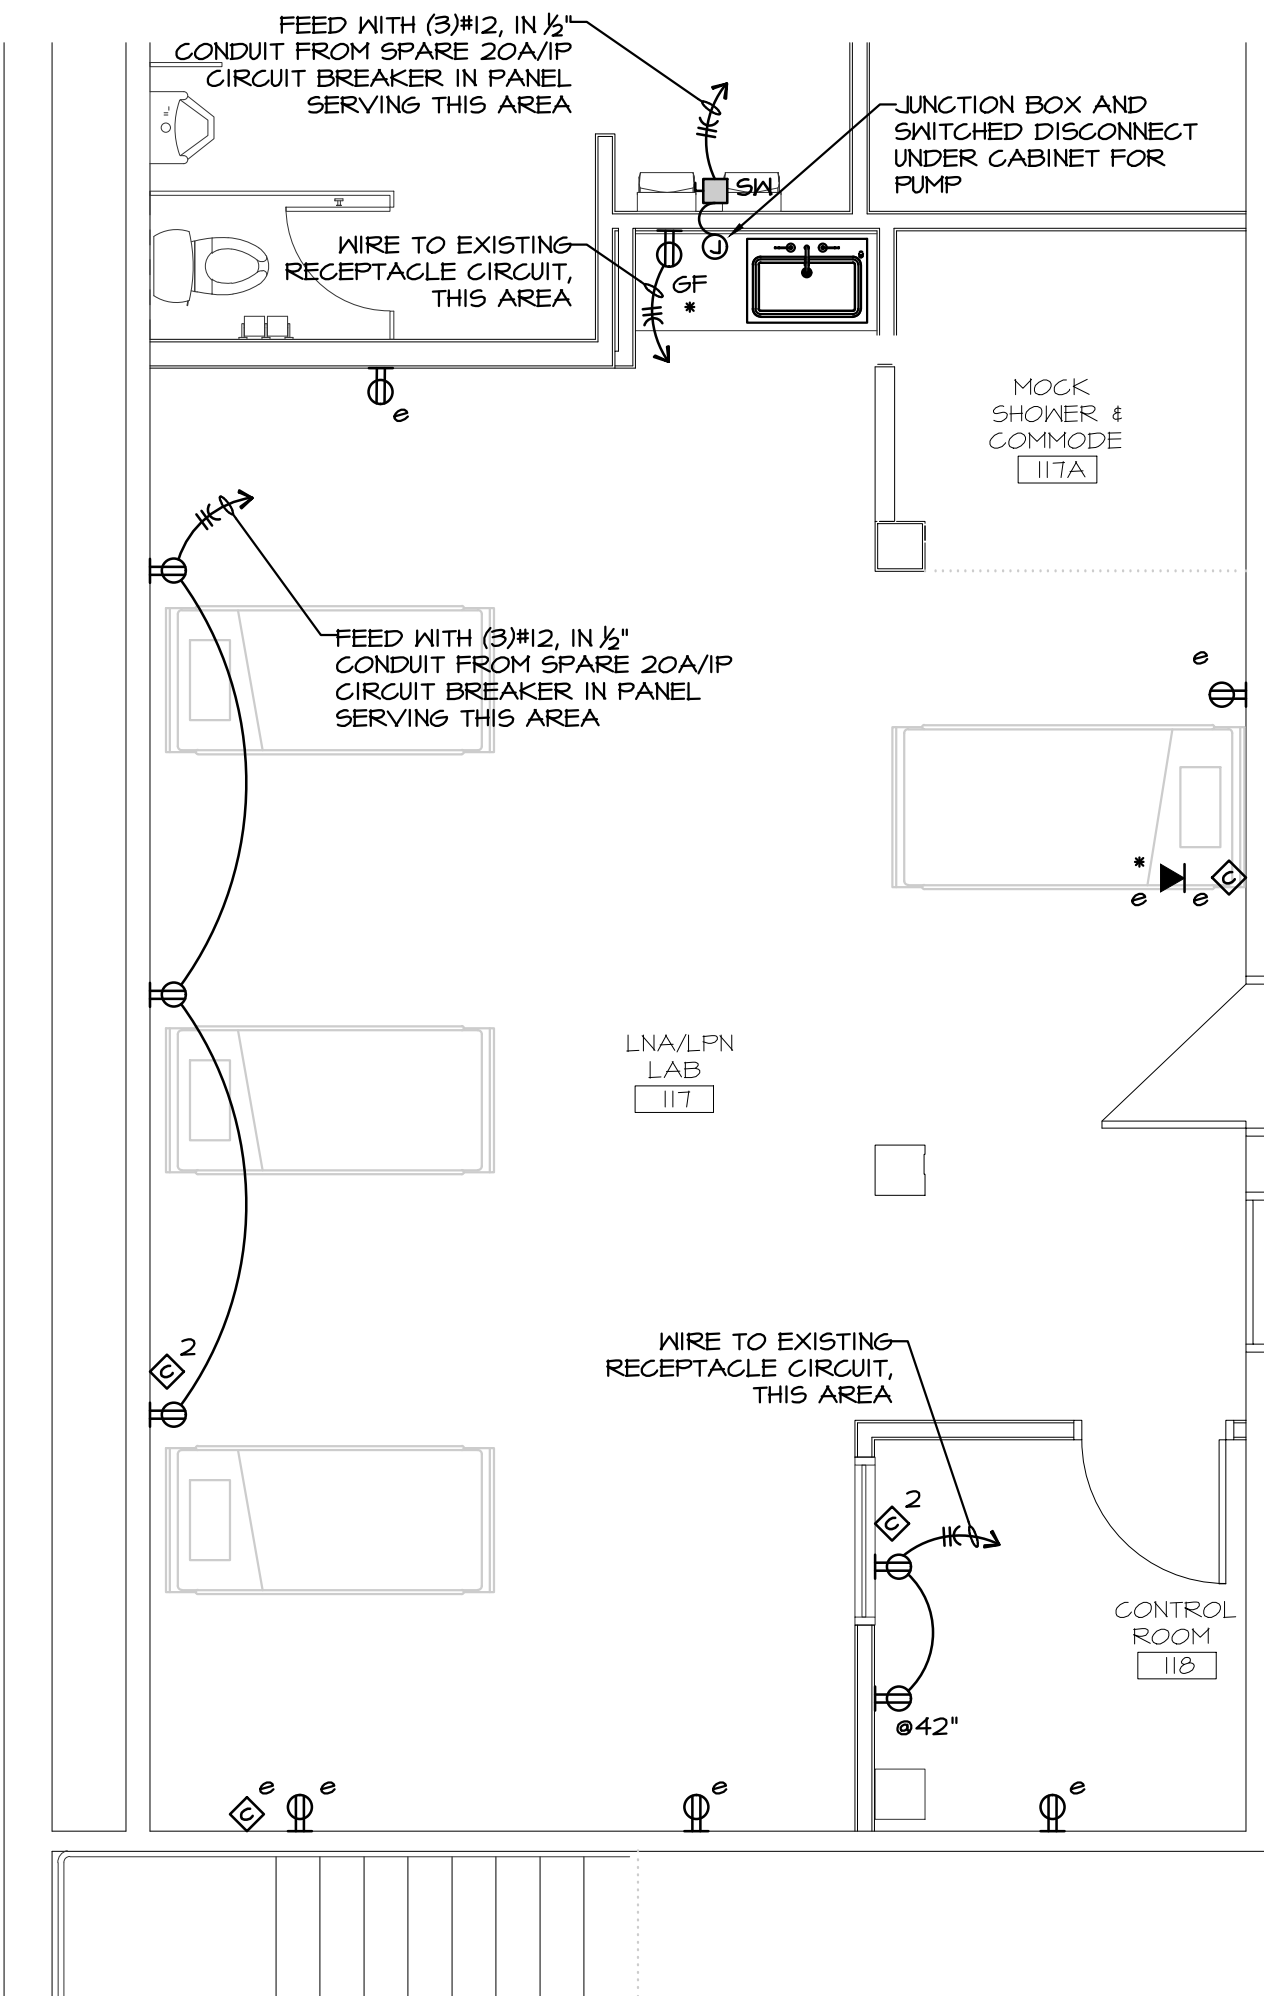 FEED WITH (3)#12, IN ½"
CONDUIT FROM SPARE 20A/1P
CIRCUIT BREAKER IN PANEL
SERVING THIS AREA
JUNCTION BOX AND
SWITCHED DISCONNECT
UNDER CABINET FOR
PUMP
SW
J
WIRE TO EXISTING
RECEPTACLE CIRCUIT,
THIS AREA
GF
*
e
MOCK
SHOWER &
COMMODE
117A
FEED WITH (3)#12, IN ½"
CONDUIT FROM SPARE 20A/1P
CIRCUIT BREAKER IN PANEL
SERVING THIS AREA
e
*
e
e
C
LNA/LPN
LAB
117
2
C
WIRE TO EXISTING
RECEPTACLE CIRCUIT,
THIS AREA
2
C
CONTROL
ROOM
118
@42"
C
e
e
e
e